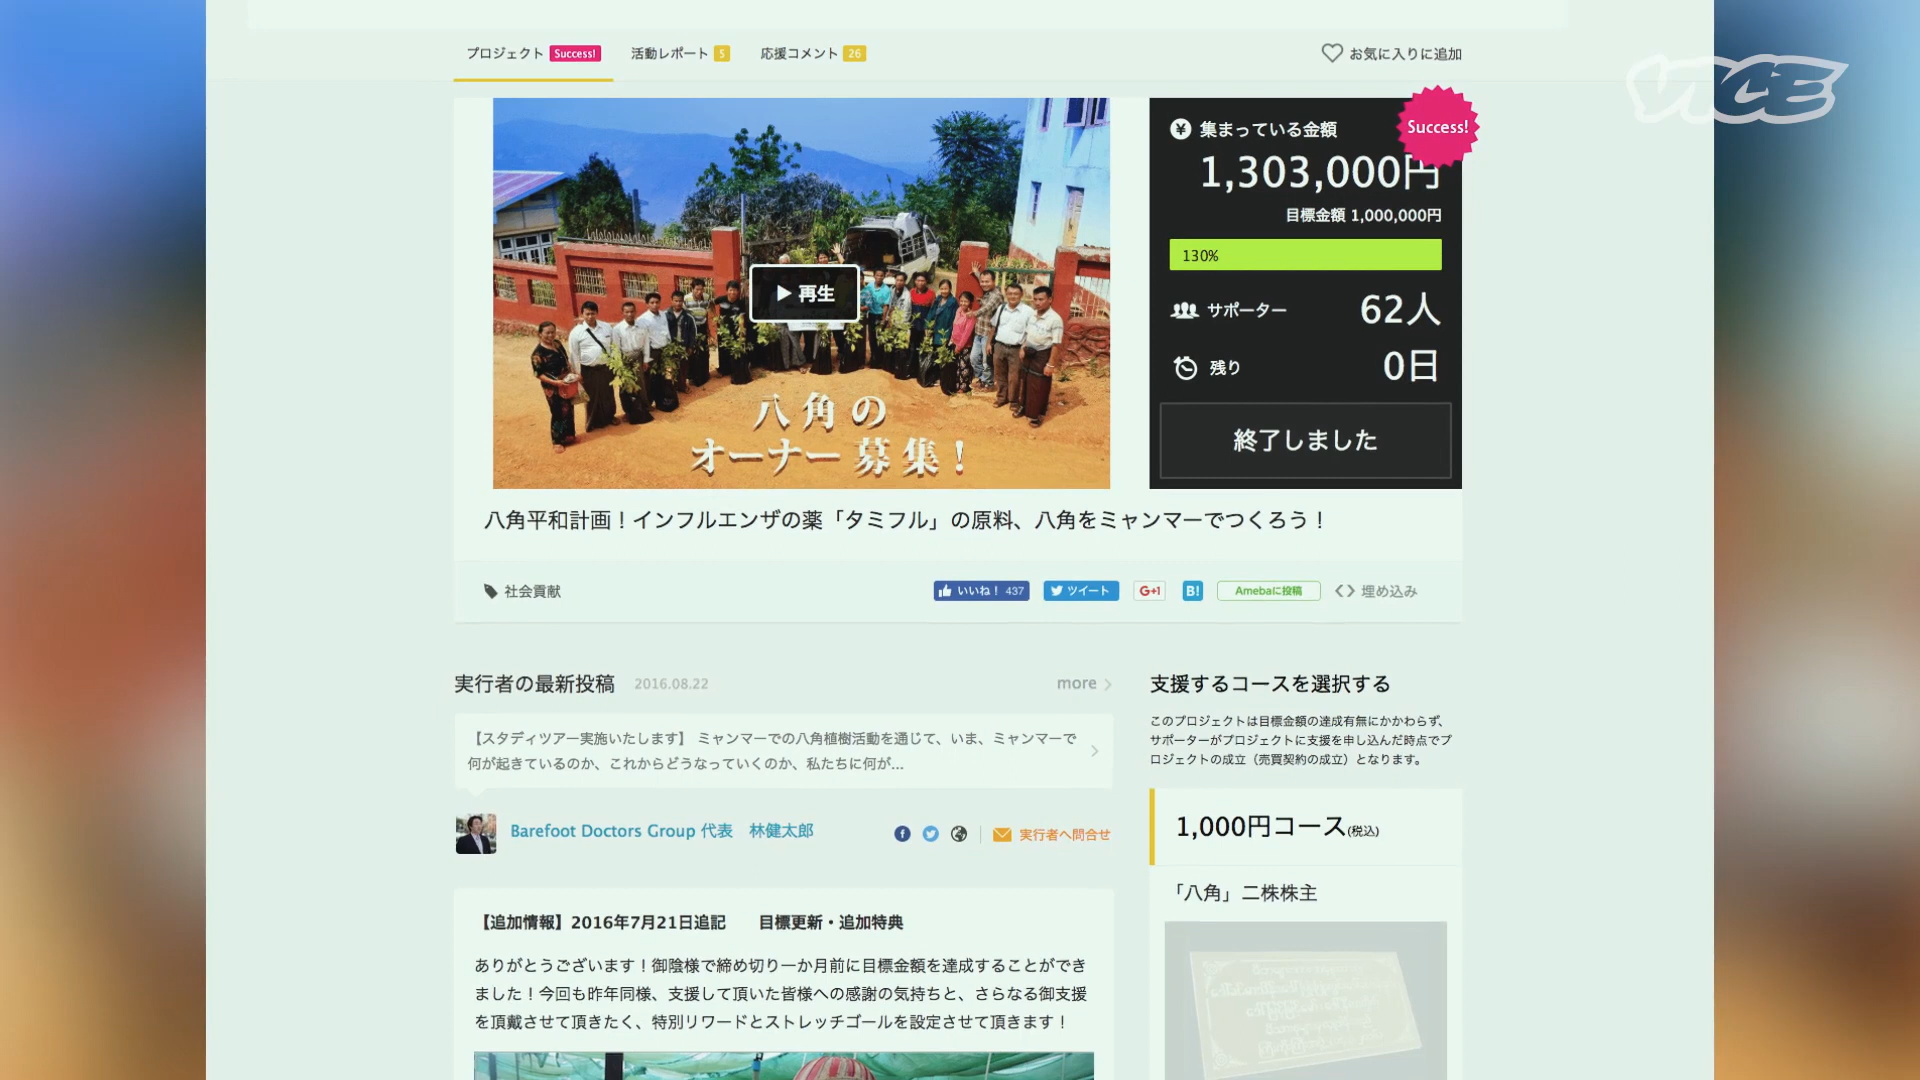 プロジェクト Success! 活動レポート 5 応援コメント 26 お気に入りに追加
VICE
Success!
集まっている金額
1,303,000円
目標金額 1,000,000円
130%
サポーター 62人
残り 0日
終了しました
再生
八角の
オーナー募集！
八角平和計画！インフルエンザの薬「タミフル」の原料、八角をミャンマーでつくろう！
社会貢献 いいね！ 437 ツイート G+1 B! Amebaに投稿 埋め込み
実行者の最新投稿 2016.08.22 more
【スタディツアー実施いたします】 ミャンマーでの八角植樹活動を通じて、いま、ミャンマーで
何が起きているのか、これからどうなっていくのか、私たちに何が...
Barefoot Doctors Group 代表 林健太郎 実行者へ問合せ
【追加情報】2016年7月21日追記 目標更新・追加特典
ありがとうございます！御陰様で締め切り一か月前に目標金額を達成することができ
ました！今回も昨年同様、支援して頂いた皆様への感謝の気持ちと、さらなる御支援
を頂戴させて頂きたく、特別リワードとストレッチゴールを設定させて頂きます！
支援するコースを選択する
このプロジェクトは目標金額の達成有無にかかわらず、
サポーターがプロジェクトに支援を申し込んだ時点でプ
ロジェクトの成立（売買契約の成立）となります。
1,000円コース(税込)
「八角」二株株主